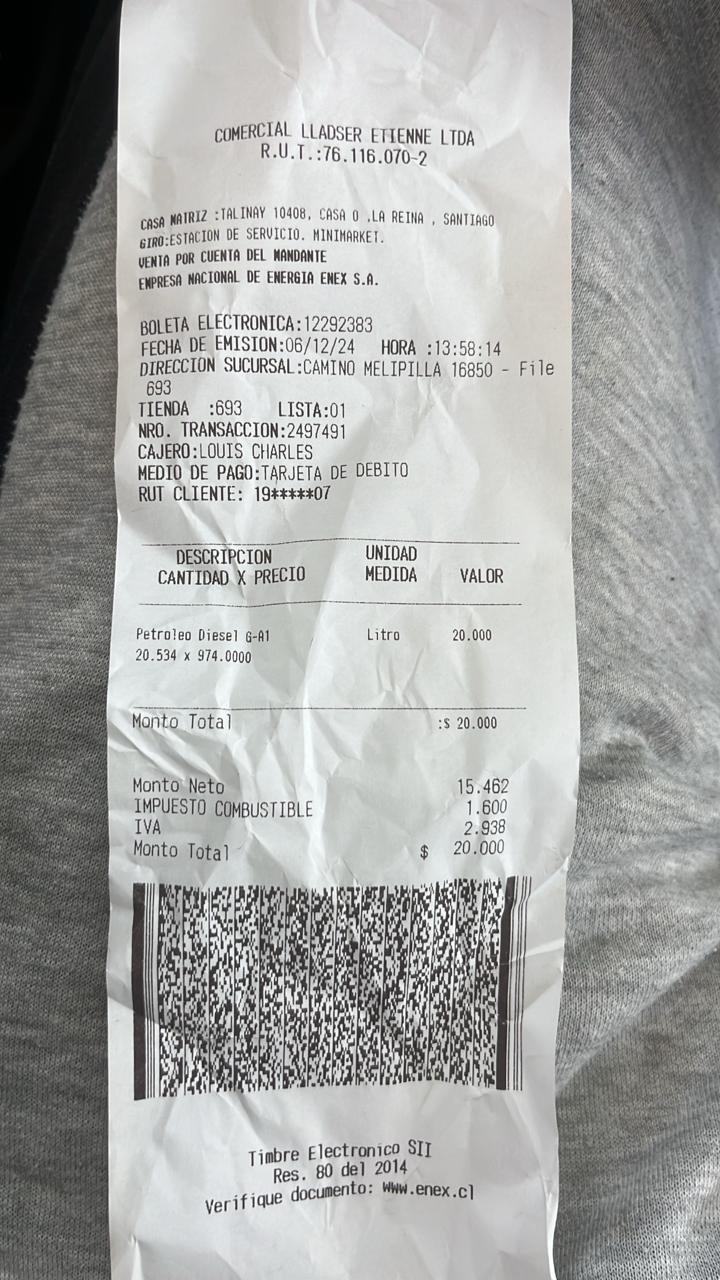 COMERCIAL LLADSER ETIENNE LTDA
R.U.T.:76.116.070-2
CASA MATRIZ :TALINAY 10408, CASA O ,LA REINA , SANTIAGO
GIRO:ESTACION DE SERVICIO. MINIMARKET.
VENTA POR CUENTA DEL MANDANTE
EMPRESA NACIONAL DE ENERGIA ENEX S.A.
BOLETA ELECTRONICA:12292383
FECHA DE EMISION:06/12/24 HORA :13:58:14
DIRECCION SUCURSAL:CAMINO MELIPILLA 16850 - File
693
TIENDA :693 LISTA:01
NRO. TRANSACCION:2497491
CAJERO:LOUIS CHARLES
MEDIO DE PAGO:TARJETA DE DEBITO
RUT CLIENTE: 19*****07
DESCRIPCION UNIDAD
CANTIDAD X PRECIO MEDIDA VALOR
Petroleo Diesel G-A1 Litro 20.000
20.534 x 974.0000
Monto Total :$ 20.000
Monto Neto 15.462
IMPUESTO COMBUSTIBLE 1.600
IVA 2.938
Monto Total $ 20.000
Timbre Electronico SII
Res. 80 del 2014
Verifique documento: www.enex.cl